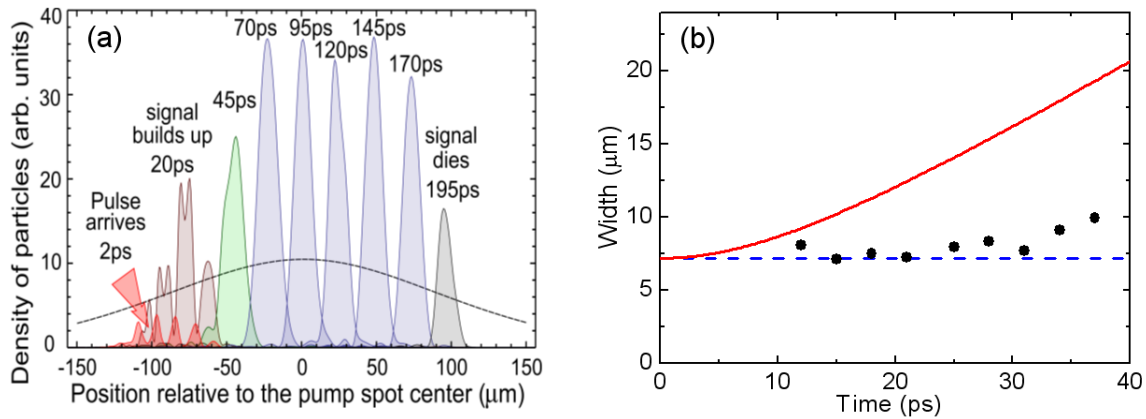 (a)
Density of particles (arb. units)
40
30
20
10
0
70ps
95ps
145ps
120ps
170ps
45ps
signal
builds up
20ps
Pulse
arrives
2ps
signal
dies
195ps
-150
-100
-50
0
50
100
150
Position relative to the pump spot center (μm)
(b)
Width (μm)
20
15
10
5
0
0
10
20
30
40
Time (ps)